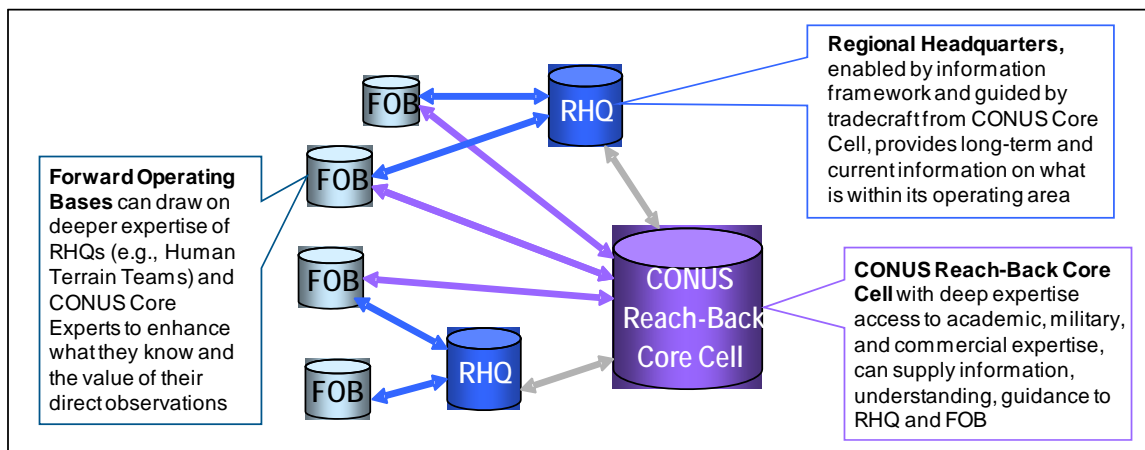 Regional Headquarters,
enabled by information
framework and guided by
tradecraft from CONUS Core
Cell, provides long-term and
current information on what
is within its operating area
FOB
RHQ
FOB
Forward Operating
Bases can draw on
deeper expertise of
RHQs (e.g., Human
Terrain Teams) and
CONUS Core
Experts to enhance
what they know and
the value of their
direct observations
FOB
CONUS
Reach-Back
Core Cell
RHQ
FOB
CONUS Reach-Back Core
Cell with deep expertise
access to academic, military,
and commercial expertise,
can supply information,
understanding, guidance to
RHQ and FOB